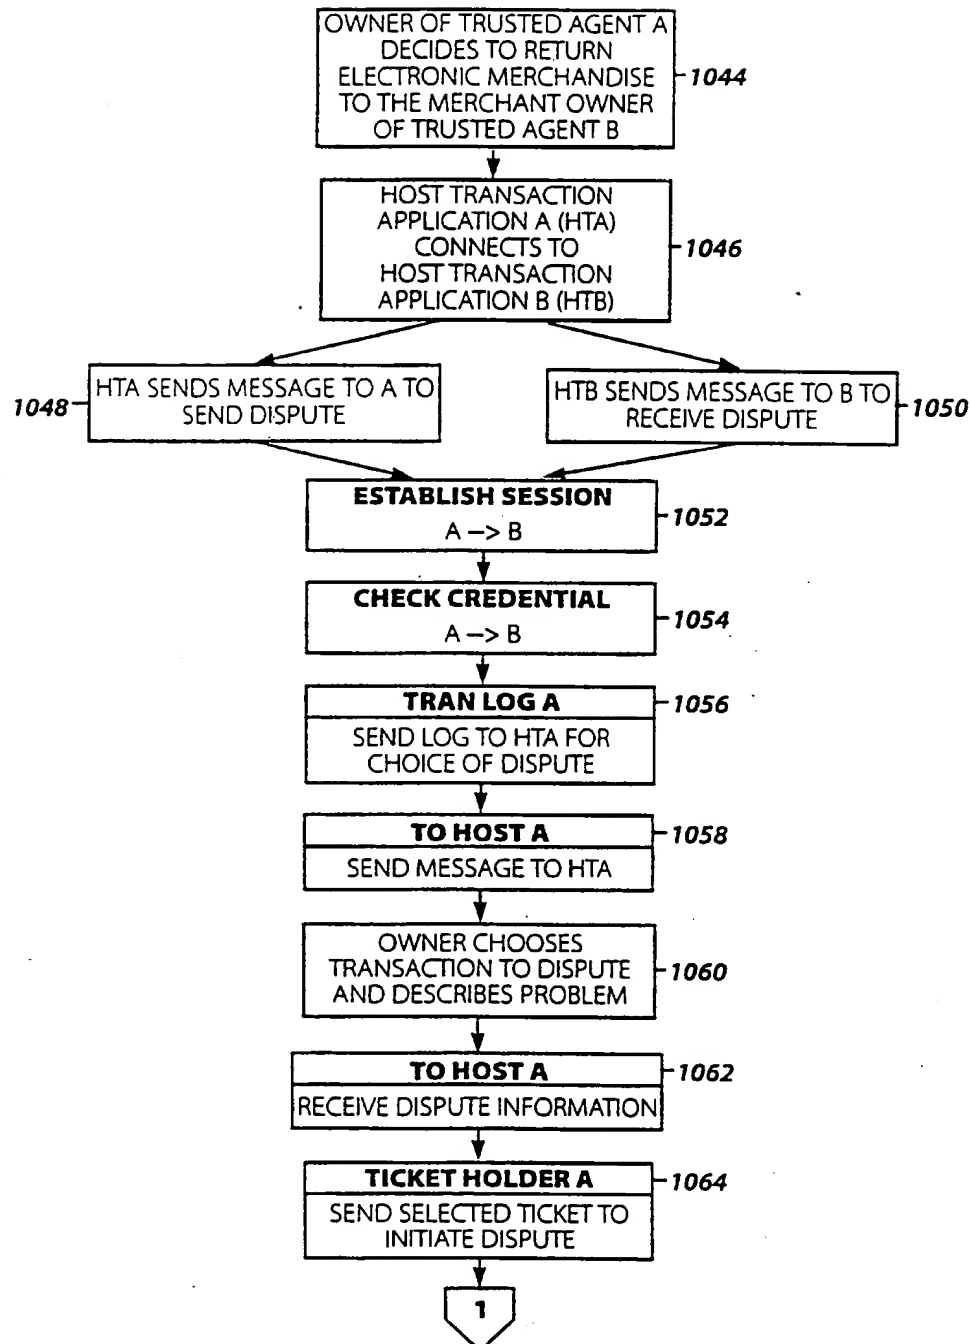 OWNER OF TRUSTED AGENT A
DECIDES TO RETURN
ELECTRONIC MERCHANDISE
TO THE MERCHANT OWNER
OF TRUSTED AGENT B
1044
HOST TRANSACTION
APPLICATION A (HTA)
CONNECTS TO
HOST TRANSACTION
APPLICATION B (HTB)
1046
1048
HTA SENDS MESSAGE TO A TO
SEND DISPUTE
HTB SENDS MESSAGE TO B TO
RECEIVE DISPUTE
1050
ESTABLISH SESSION
A —> B
1052
CHECK CREDENTIAL
A —> B
1054
TRAN LOG A
1056
SEND LOG TO HTA FOR
CHOICE OF DISPUTE
TO HOST A
1058
SEND MESSAGE TO HTA
OWNER CHOOSES
TRANSACTION TO DISPUTE
AND DESCRIBES PROBLEM
1060
TO HOST A
1062
RECEIVE DISPUTE INFORMATION
TICKET HOLDER A
1064
SEND SELECTED TICKET TO
INITIATE DISPUTE
1